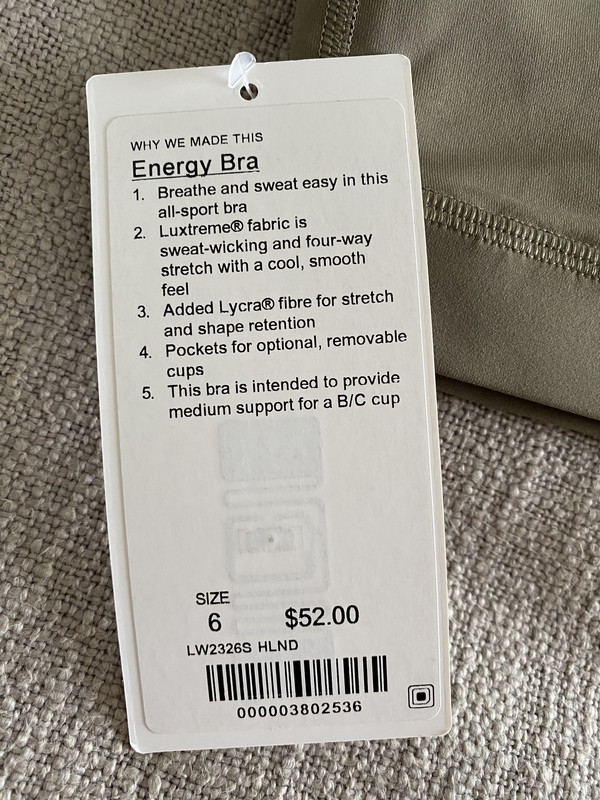 WHY WE MADE THIS
Energy Bra
1. Breathe and sweat easy in this
all-sport bra
2. Luxtreme® fabric is
sweat-wicking and four-way
stretch with a cool, smooth
feel
3. Added Lycra® fibre for stretch
and shape retention
4. Pockets for optional, removable
cups
5. This bra is intended to provide
medium support for a B/C cup
SIZE
6 $52.00
LW2326S HLND
000003802536